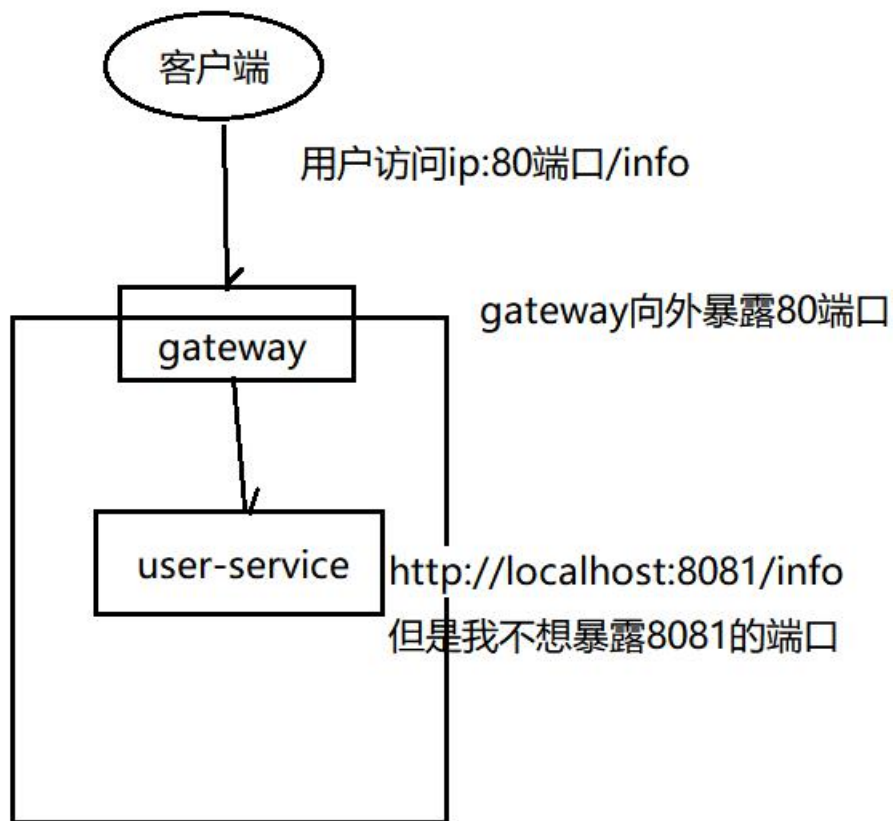 客户端
用户访问ip:80端口/info
gateway向外暴露80端口
gateway
user-service
http://localhost:8081/info
但是我不想暴露8081的端口